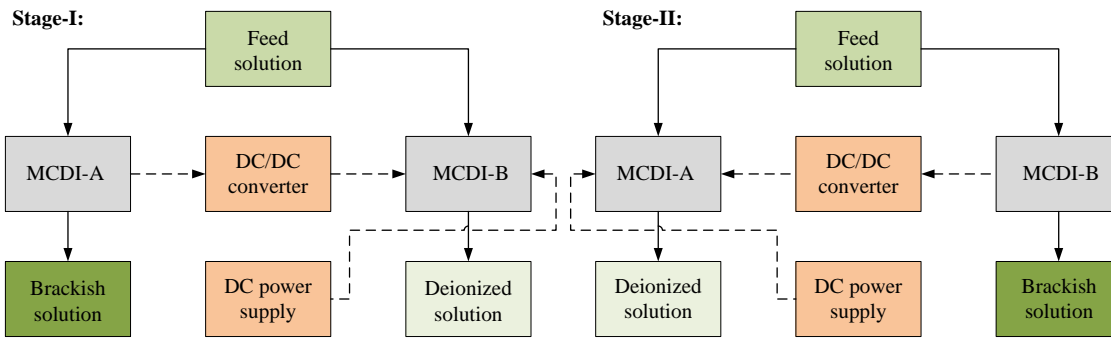 Stage-I:
Feed
solution
MCDI-A
DC/DC
converter
MCDI-B
Brackish
solution
DC power
supply
Deionized
solution
Stage-II:
Feed
solution
MCDI-A
DC/DC
converter
MCDI-B
Deionized
solution
DC power
supply
Brackish
solution